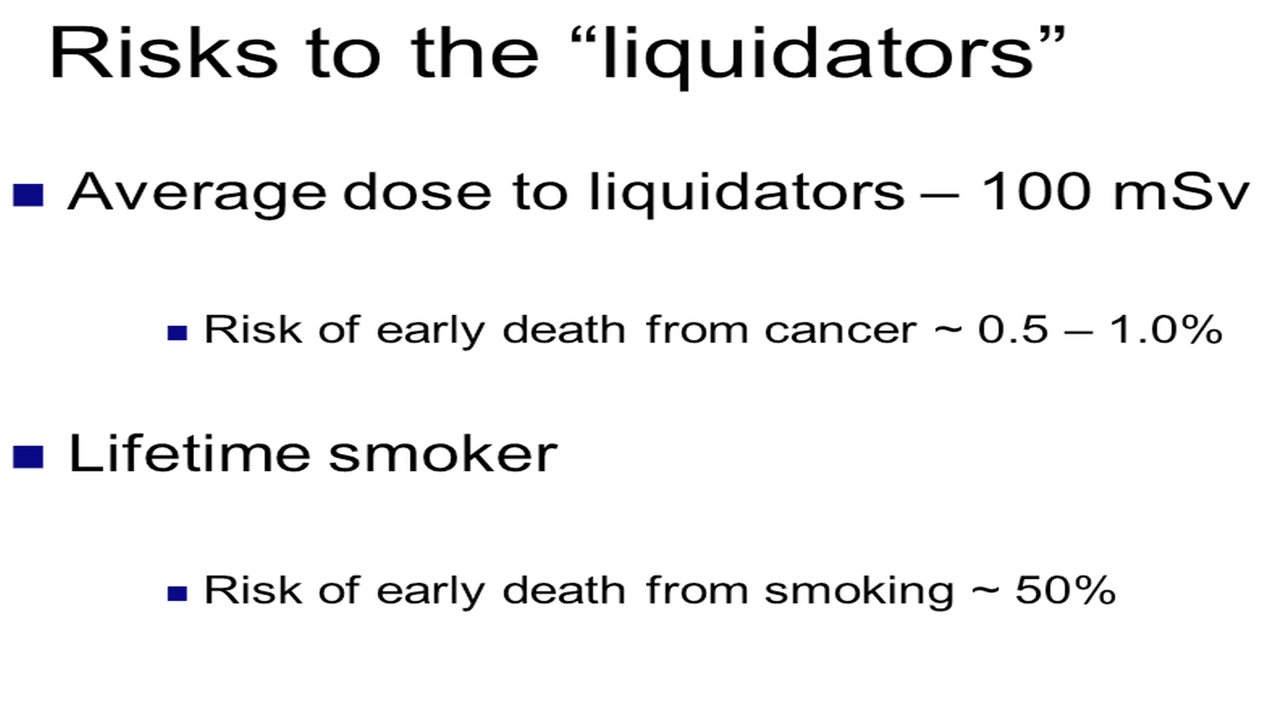 Risks to the “liquidators”
Average dose to liquidators – 100 mSv
Risk of early death from cancer ~ 0.5 – 1.0%
Lifetime smoker
Risk of early death from smoking ~ 50%